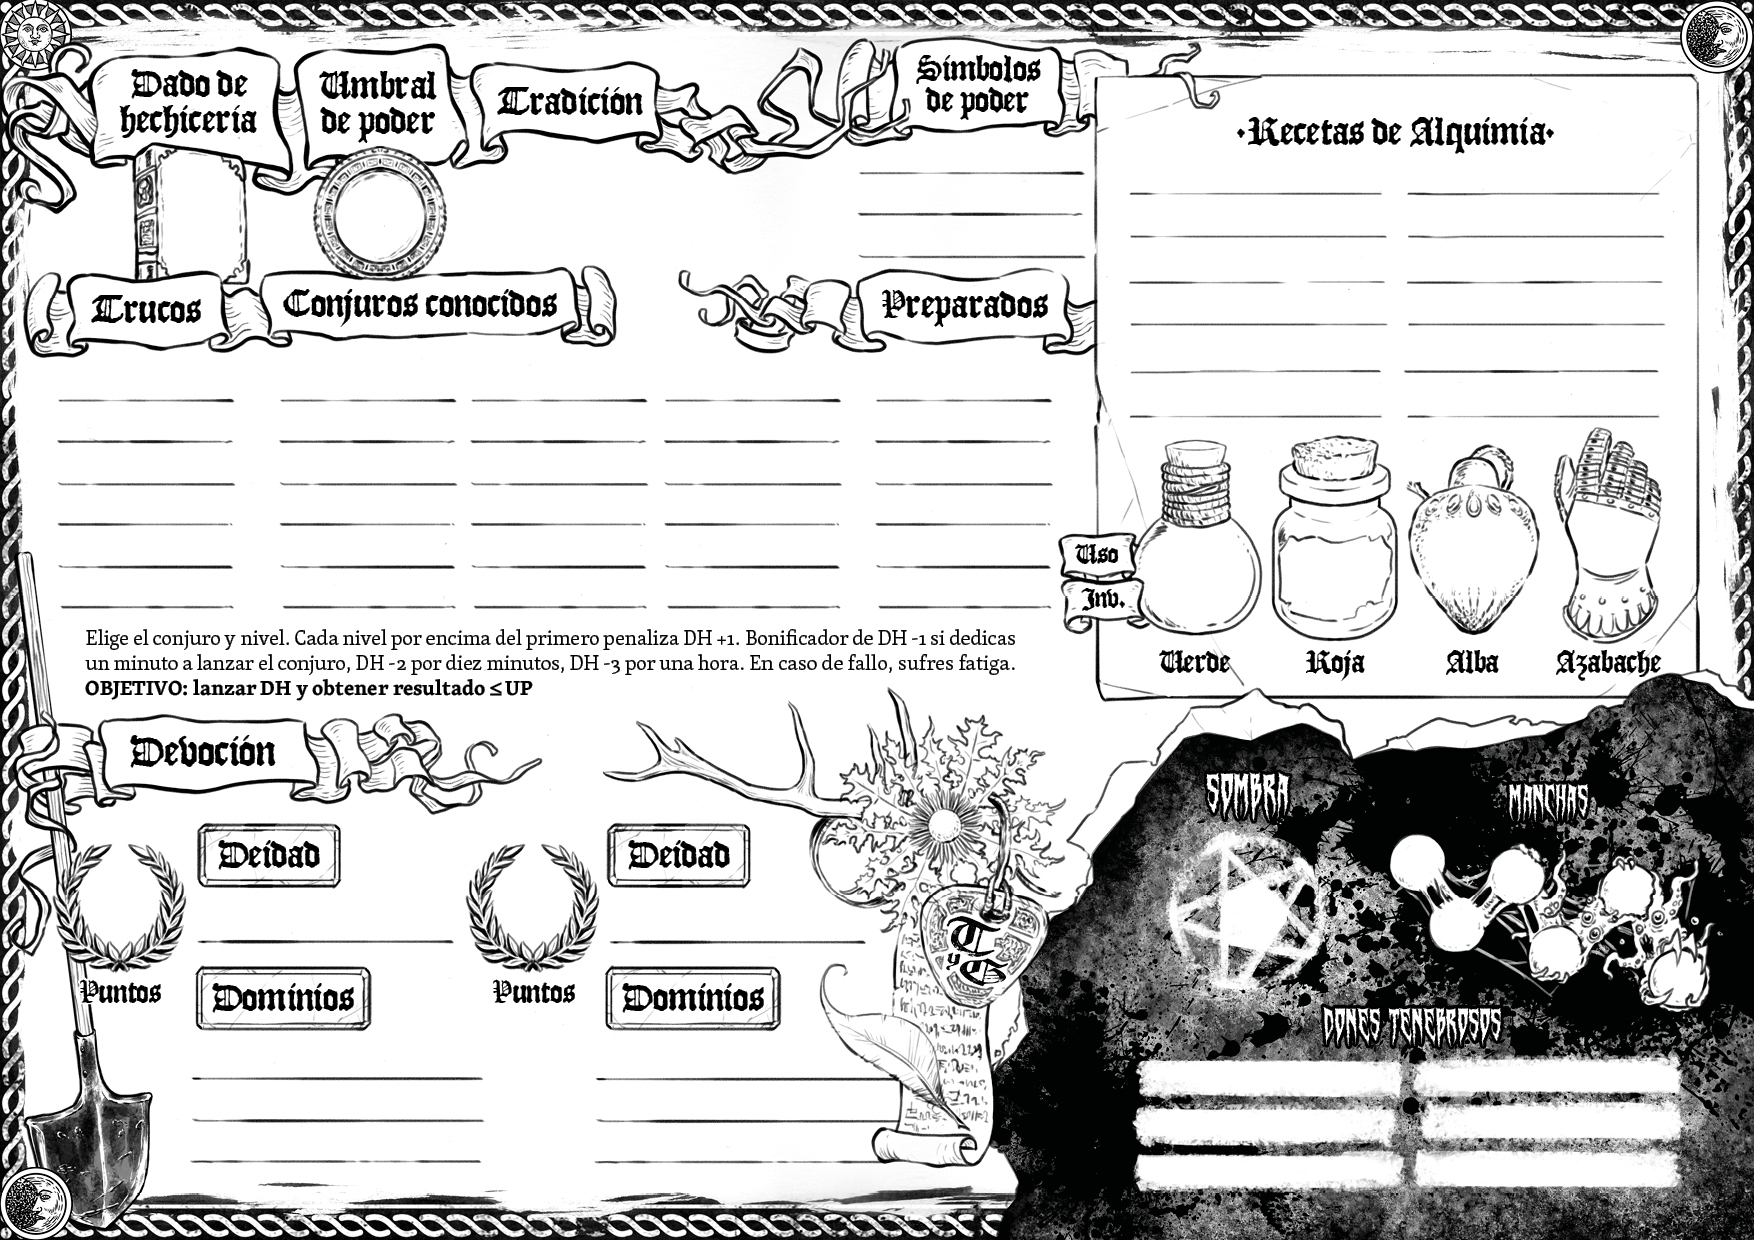 Dado de
hechicería
Umbral
de poder
Tradición
Símbolos
de poder
·Recetas de Alquimia·
Trucos
Conjuros conocidos
Preparados
Uso
Inv.
Verde
Roja
Alba
Azabache
Elige el conjuro y nivel. Cada nivel por encima del primero penaliza DH +1. Bonificador de DH -1 si dedicas
un minuto a lanzar el conjuro, DH -2 por diez minutos, DH -3 por una hora. En caso de fallo, sufres fatiga.
OBJETIVO: lanzar DH y obtener resultado ≤ UP
Devoción
Deidad
Puntos
Dominios
Deidad
Puntos
Dominios
T
y
G
SOMBRA
MANCHAS
DONES TENEBROSOS